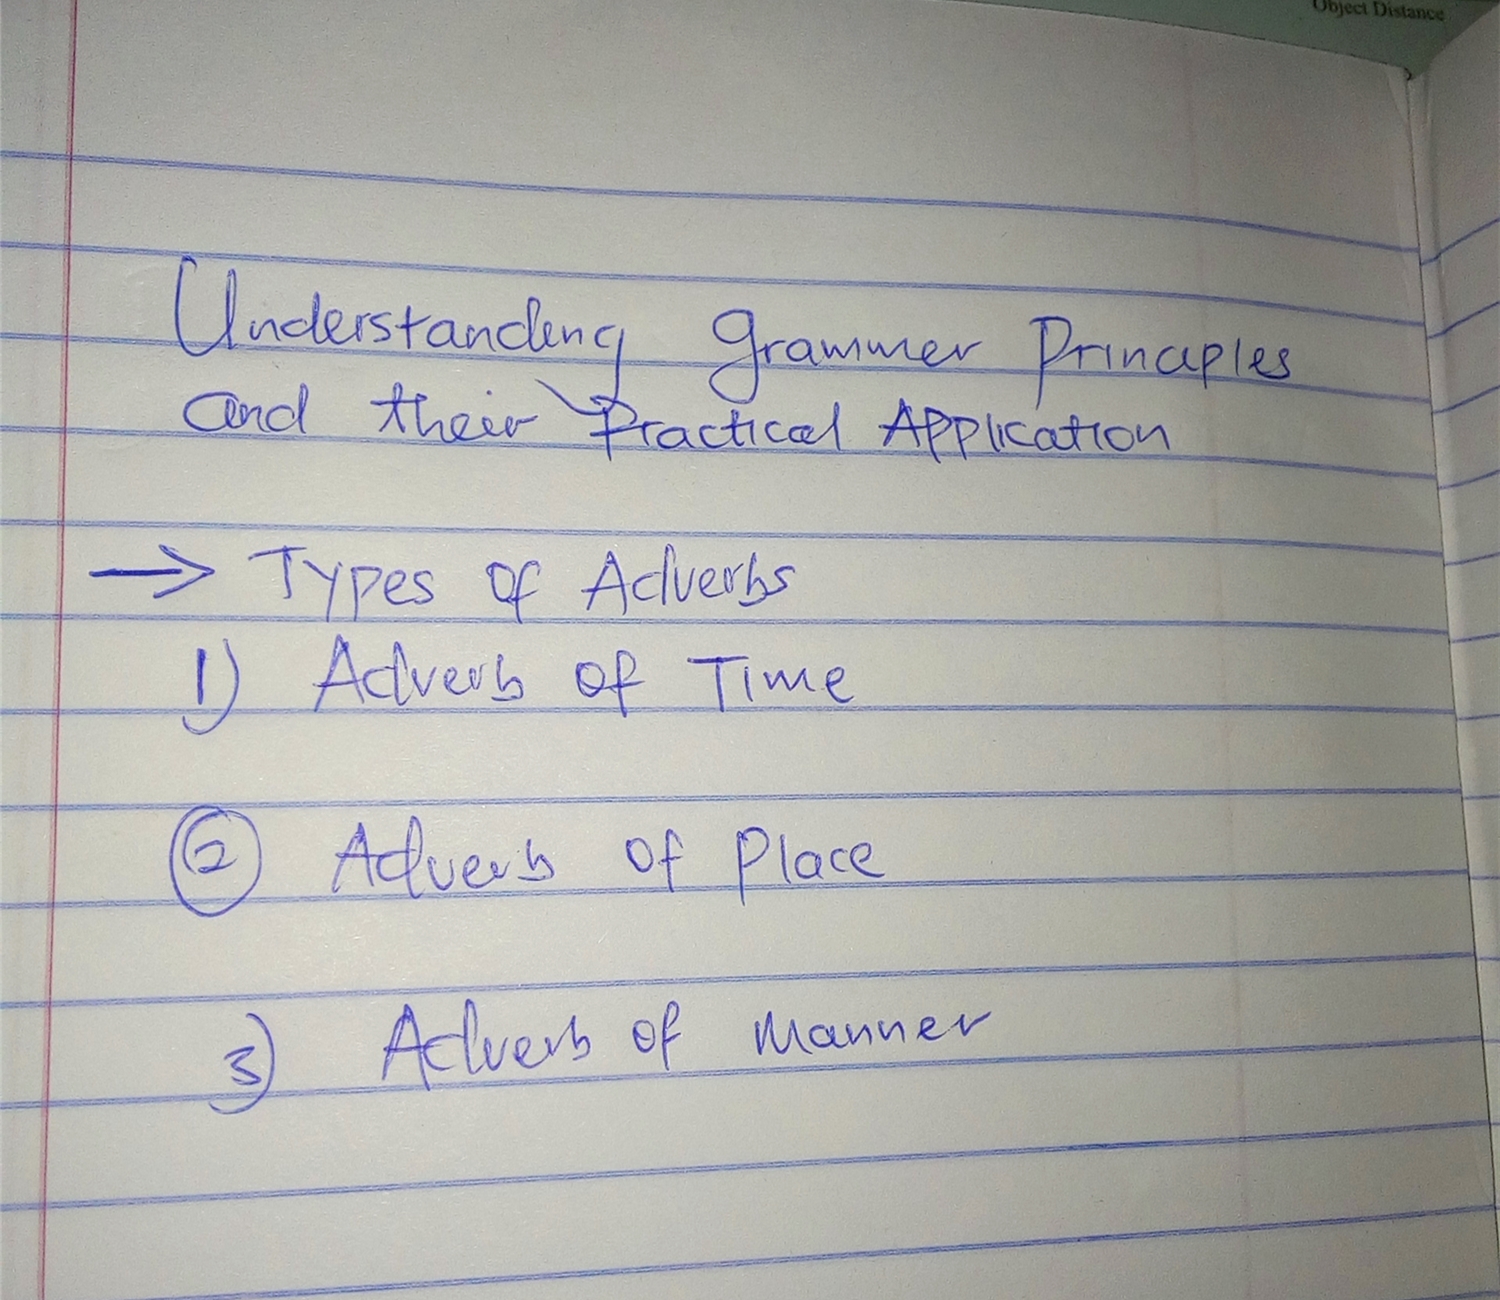 Object Distance
Understanding grammer Principles
and their Practical Application
→ Types of Adverbs
1) Adverb of Time
② Adverb of Place
3) Adverb of Manner